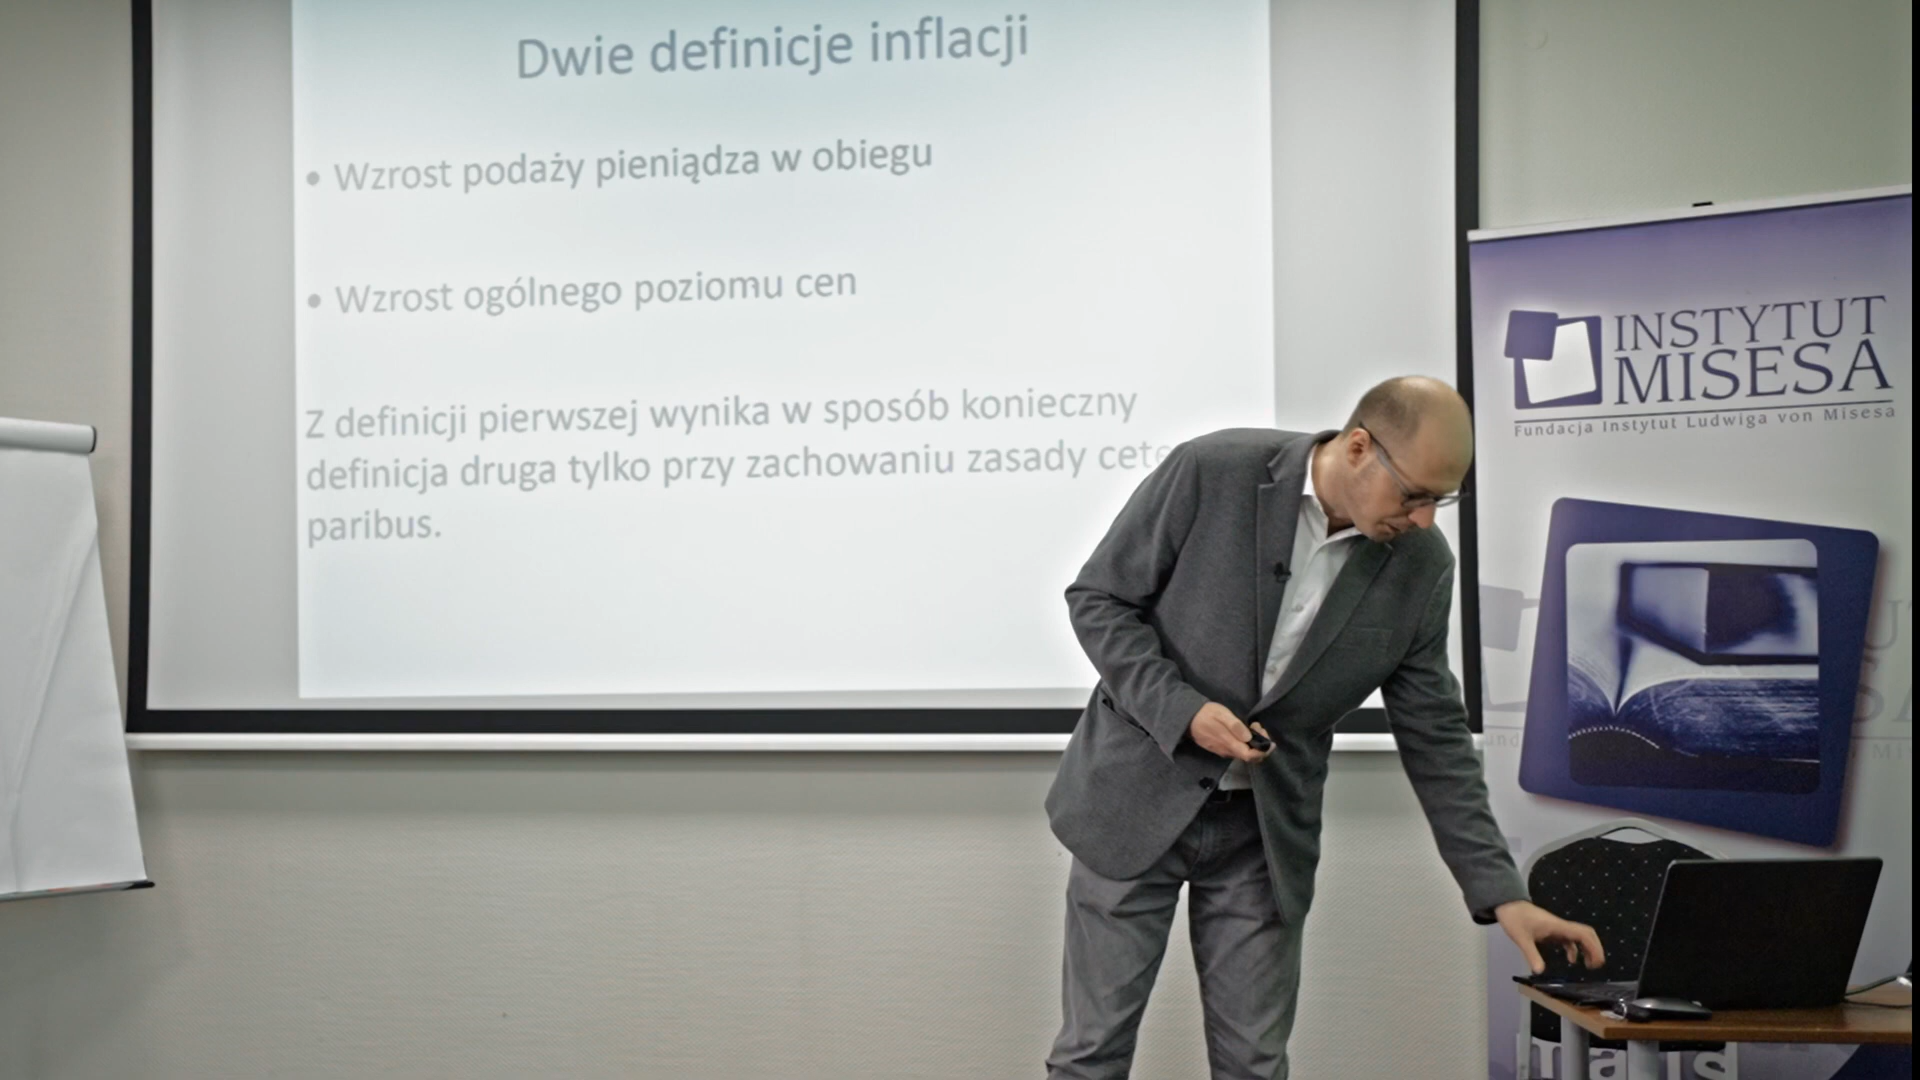 Dwie definicje inflacji
• Wzrost podaży pieniądza w obiegu
• Wzrost ogólnego poziomu cen
Z definicji pierwszej wynika w sposób konieczny
definicja druga tylko przy zachowaniu zasady
paribus.
INSTYTUT
MISESA
Fundacja Instytut Ludwiga von Misesa